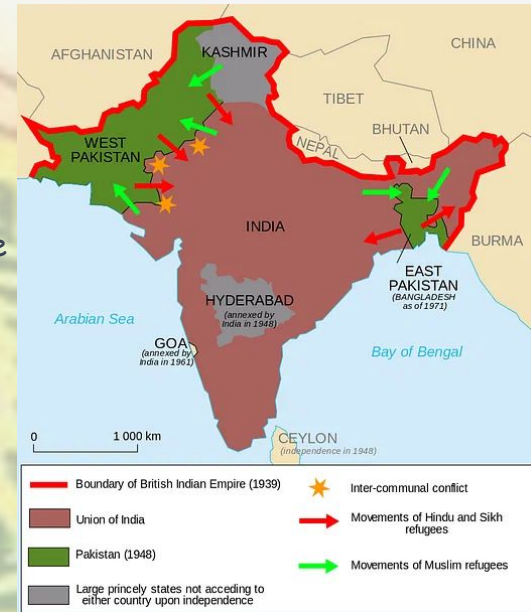 AFGHANISTAN
KASHMIR
CHINA
TIBET
WEST
PAKISTAN
NEPAL
BHUTAN
INDIA
BURMA
EAST
PAKISTAN
(BANGLADESH
as of 1971)
HYDERABAD
(annexed by
India in 1948)
Arabian Sea
GOA
(annexed by
India in 1961)
Bay of Bengal
0 1 000 km
CEYLON
(independence in 1948)
Boundary of British Indian Empire (1939)
Union of India
Pakistan (1948)
Large princely states not acceding to
either country upon independence
Inter-communal conflict
Movements of Hindu and Sikh
refugees
Movements of Muslim refugees